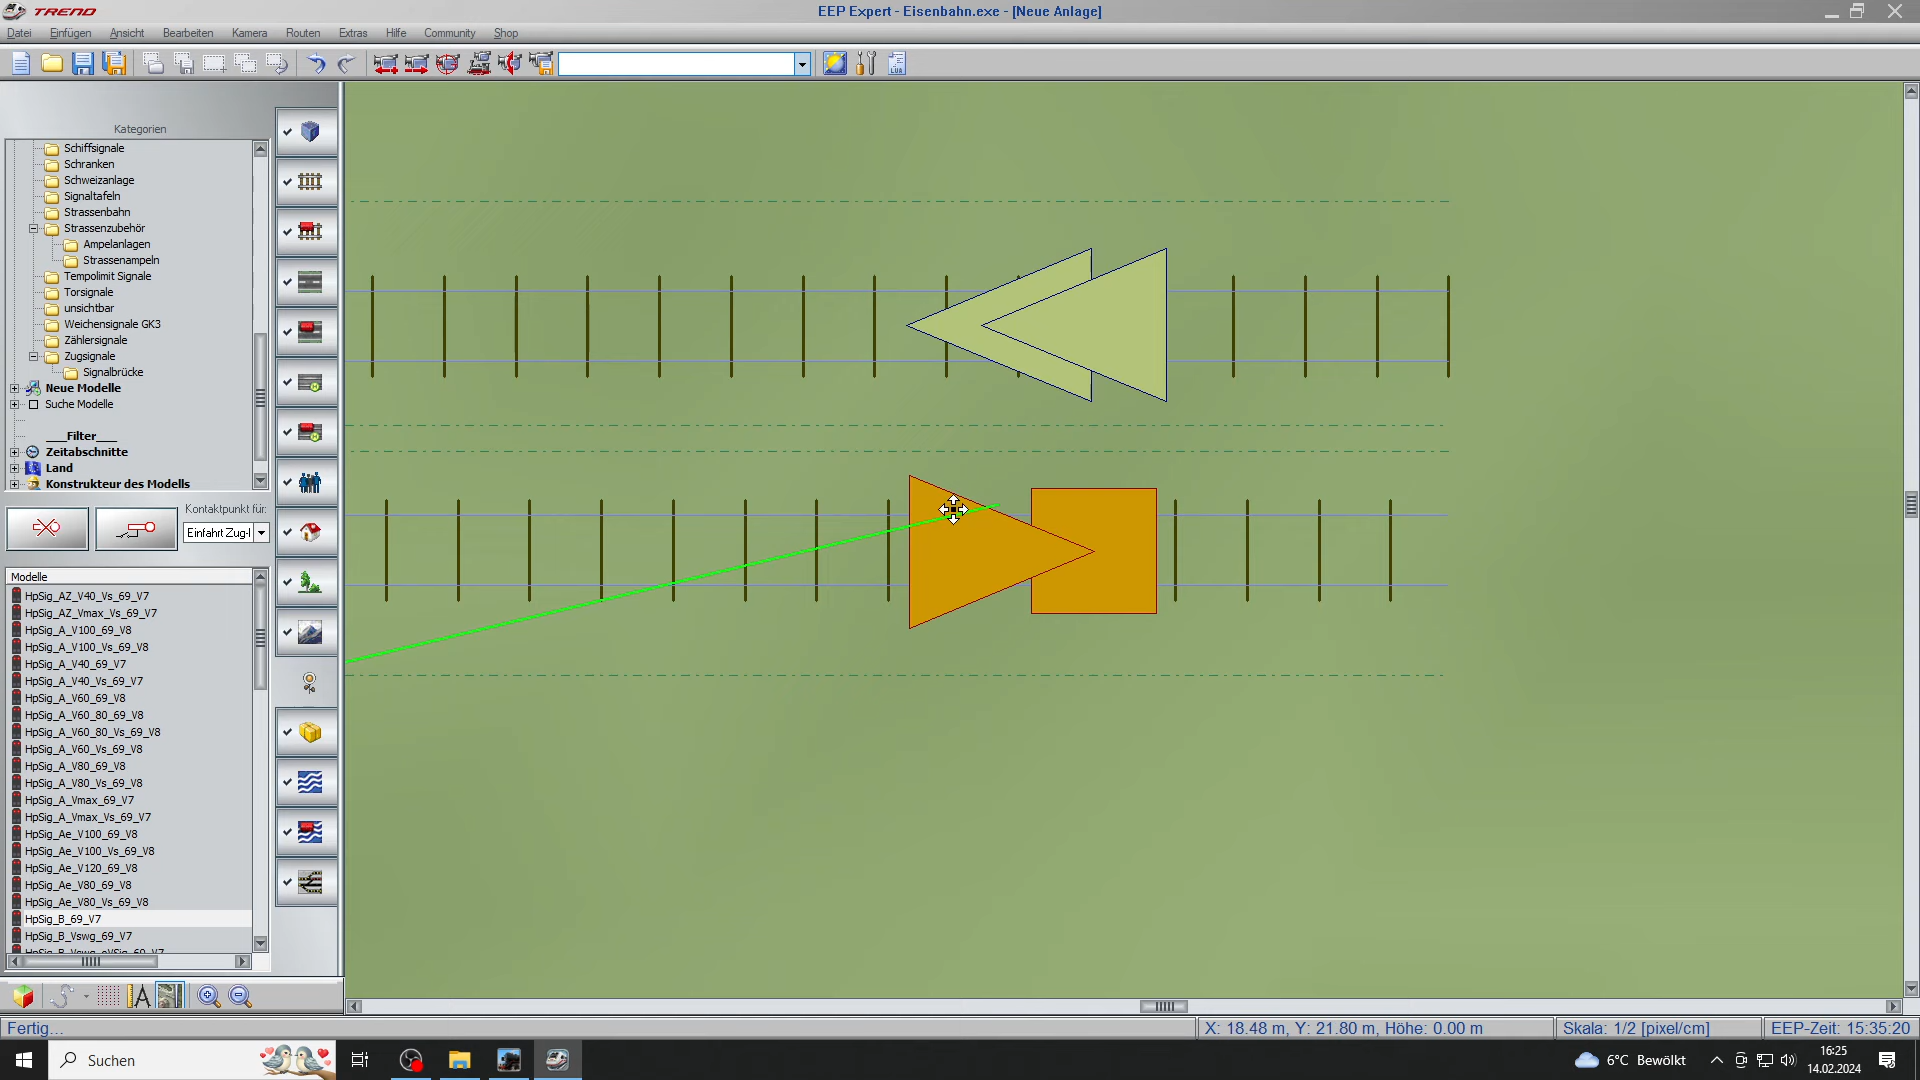 TREND
EEP Expert - Eisenbahn.exe - [Neue Anlage]
Datei Einfügen Ansicht Bearbeiten Kamera Routen Extras Hilfe Community Shop
LUA
Kategorien
Schiffsignale
Schranken
Schweizanlage
Signaltafeln
Strassenbahn
Strassenzubehör
Ampelanlagen
Strassenampeln
Tempolimit Signale
Torsignale
unsichtbar
Weichensignale GK3
Zählersignale
Zugsignale
Signalbrücke
Neue Modelle
Suche Modelle
___Filter___
Zeitabschnitte
Land
Konstrukteur des Modells
Kontaktpunkt für:
Einfahrt Zug-I
Modelle
HpSig_AZ_V40_Vs_69_V7
HpSig_AZ_Vmax_Vs_69_V7
HpSig_A_V100_69_V8
HpSig_A_V100_Vs_69_V8
HpSig_A_V40_69_V7
HpSig_A_V40_Vs_69_V7
HpSig_A_V60_69_V8
HpSig_A_V60_80_69_V8
HpSig_A_V60_80_Vs_69_V8
HpSig_A_V60_Vs_69_V8
HpSig_A_V80_69_V8
HpSig_A_V80_Vs_69_V8
HpSig_A_Vmax_69_V7
HpSig_A_Vmax_Vs_69_V7
HpSig_Ae_V100_69_V8
HpSig_Ae_V100_Vs_69_V8
HpSig_Ae_V120_69_V8
HpSig_Ae_V80_69_V8
HpSig_Ae_V80_Vs_69_V8
HpSig_B_69_V7
HpSig_B_Vswg_69_V7
HpSig_B_Vswg_oVSig_69_V7
Fertig...
X: 18.48 m, Y: 21.80 m, Höhe: 0.00 m
Skala: 1/2 [pixel/cm]
EEP-Zeit: 15:35:20
Suchen
6°C Bewölkt
16:25
14.02.2024